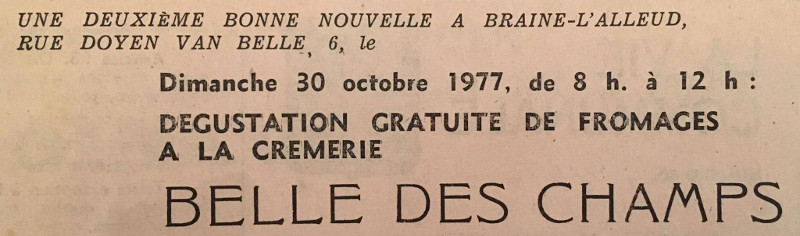 UNE DEUXIÈME BONNE NOUVELLE A BRAINE-L'ALLEUD,
RUE DOYEN VAN BELLE, 6, le
Dimanche 30 octobre 1977, de 8 h. à 12 h :
DEGUSTATION GRATUITE DE FROMAGES
A LA CREMERIE
BELLE DES CHAMPS